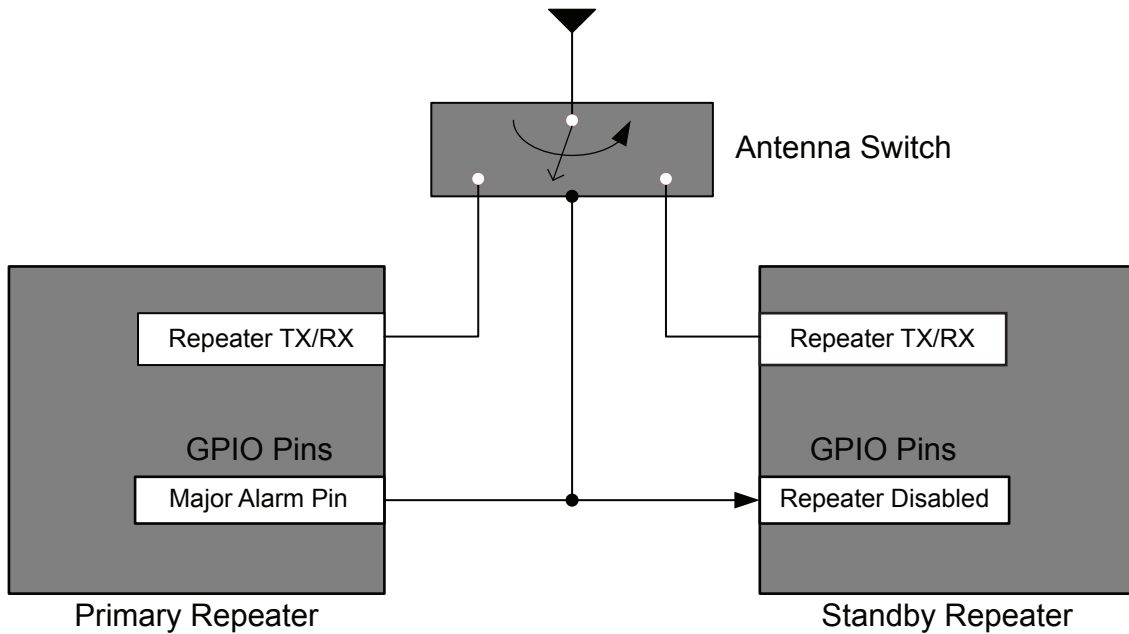 Antenna Switch
Repeater TX/RX
Repeater TX/RX
GPIO Pins
GPIO Pins
Major Alarm Pin
Repeater Disabled
Primary Repeater
Standby Repeater